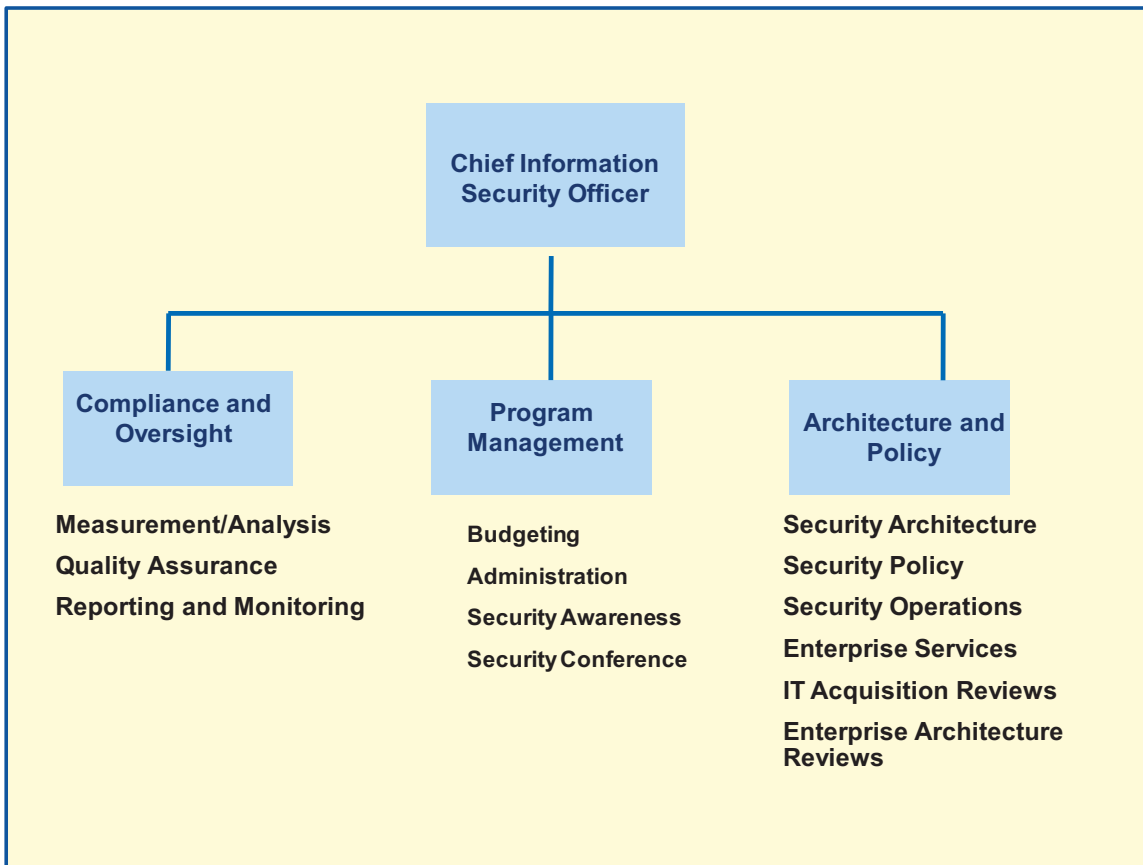 Chief Information
Security Officer
Compliance and
Oversight
Measurement/Analysis
Quality Assurance
Reporting and Monitoring
Program
Management
Budgeting
Administration
Security Awareness
Security Conference
Architecture and
Policy
Security Architecture
Security Policy
Security Operations
Enterprise Services
IT Acquisition Reviews
Enterprise Architecture
Reviews